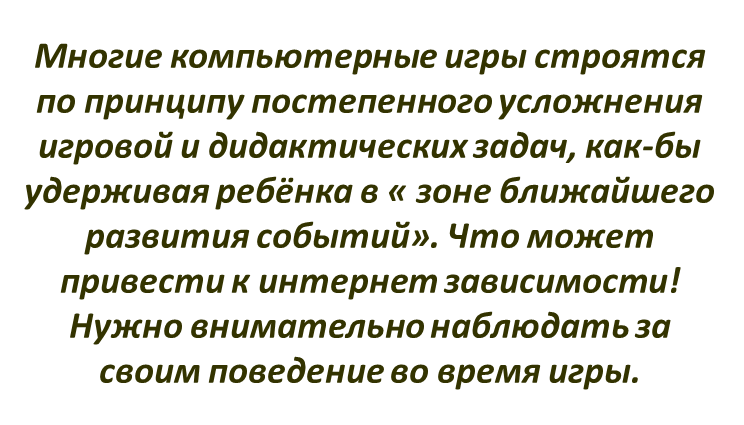 Многие компьютерные игры строятся
по принципу постепенного усложнения
игровой и дидактических задач, как-бы
удерживая ребёнка в « зоне ближайшего
развития событий». Что может
привести к интернет зависимости!
Нужно внимательно наблюдать за
своим поведение во время игры.